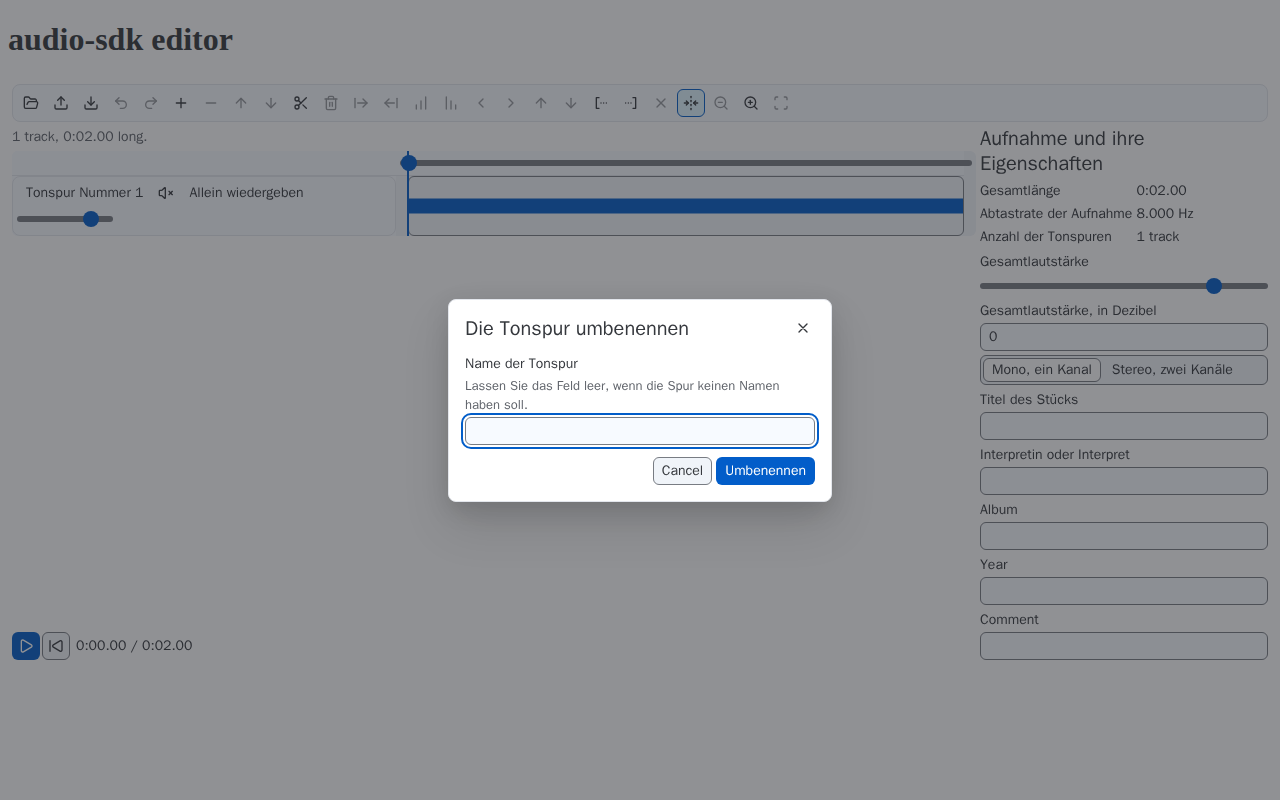 audio-sdk editor
1 track, 0:02.00 long.
Tonspur Nummer 1 Allein wiedergeben
Aufnahme und ihre
Eigenschaften
Gesamtlänge 0:02.00
Abtastrate der Aufnahme 8.000 Hz
Anzahl der Tonspuren 1 track
Gesamtlautstärke
Gesamtlautstärke, in Dezibel
0
Mono, ein Kanal Stereo, zwei Kanäle
Titel des Stücks
Interpretin oder Interpret
Album
Year
Comment
Die Tonspur umbenennen
Name der Tonspur
Lassen Sie das Feld leer, wenn die Spur keinen Namen
haben soll.
Cancel Umbenennen
0:00.00 / 0:02.00